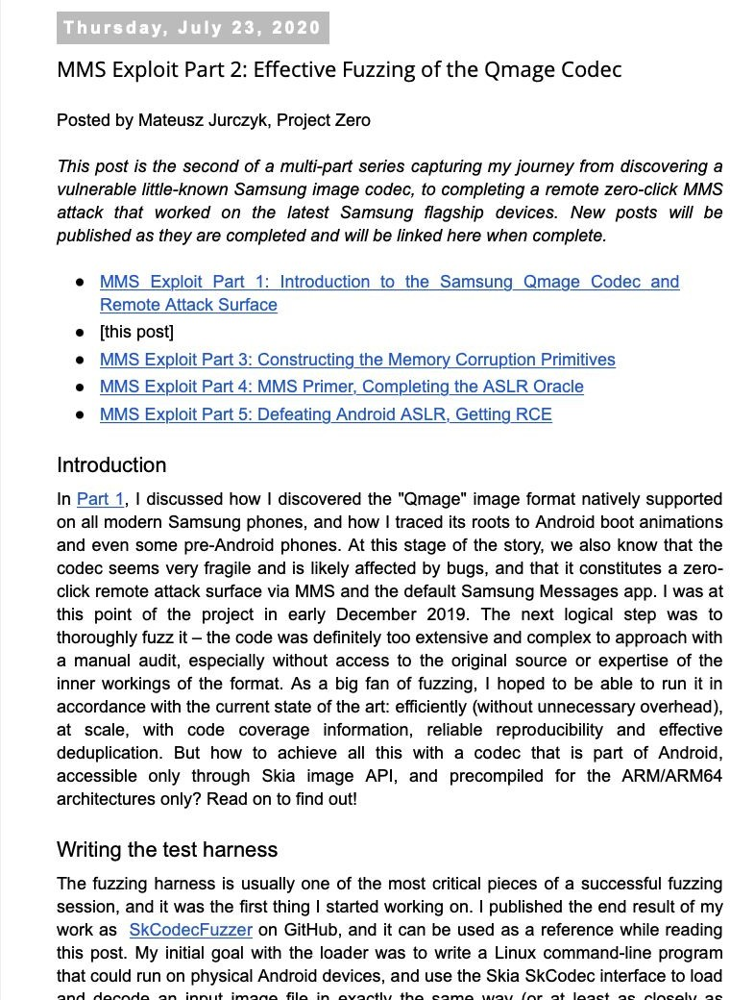 Thursday, July 23, 2020
MMS Exploit Part 2: Effective Fuzzing of the Qmage Codec
Posted by Mateusz Jurczyk, Project Zero
This post is the second of a multi-part series capturing my journey from discovering a
vulnerable little-known Samsung image codec, to completing a remote zero-click MMS
attack that worked on the latest Samsung flagship devices. New posts will be
published as they are completed and will be linked here when complete.
● MMS Exploit Part 1: Introduction to the Samsung Qmage Codec and
Remote Attack Surface
● [this post]
● MMS Exploit Part 3: Constructing the Memory Corruption Primitives
● MMS Exploit Part 4: MMS Primer, Completing the ASLR Oracle
● MMS Exploit Part 5: Defeating Android ASLR, Getting RCE
Introduction
In Part 1, I discussed how I discovered the "Qmage" image format natively supported
on all modern Samsung phones, and how I traced its roots to Android boot animations
and even some pre-Android phones. At this stage of the story, we also know that the
codec seems very fragile and is likely affected by bugs, and that it constitutes a zero-
click remote attack surface via MMS and the default Samsung Messages app. I was at
this point of the project in early December 2019. The next logical step was to
thoroughly fuzz it – the code was definitely too extensive and complex to approach with
a manual audit, especially without access to the original source or expertise of the
inner workings of the format. As a big fan of fuzzing, I hoped to be able to run it in
accordance with the current state of the art: efficiently (without unnecessary overhead),
at scale, with code coverage information, reliable reproducibility and effective
deduplication. But how to achieve all this with a codec that is part of Android,
accessible only through Skia image API, and precompiled for the ARM/ARM64
architectures only? Read on to find out!
Writing the test harness
The fuzzing harness is usually one of the most critical pieces of a successful fuzzing
session, and it was the first thing I started working on. I published the end result of my
work as SkCodecFuzzer on GitHub, and it can be used as a reference while reading
this post. My initial goal with the loader was to write a Linux command-line program
that could run on physical Android devices, and use the Skia SkCodec interface to load
and decode an input image file in exactly the same way (or at least as closely as